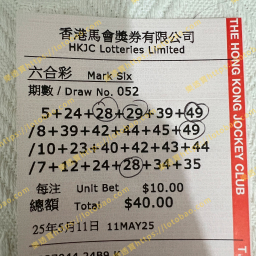 香港馬會獎券有限公司
HKJC Lotteries Limited
六合彩 Mark Six
期數 / Draw No. 052
5+24+28+29+39+49
/8+39+42+44+45+49
/10+23+40+42+43+44
/7+12+24+28+34+35
每注 Unit Bet $10.00
總額 Total $40.00
25年5月11日 11MAY25
THE HONG KONG JOCKEY CLUB